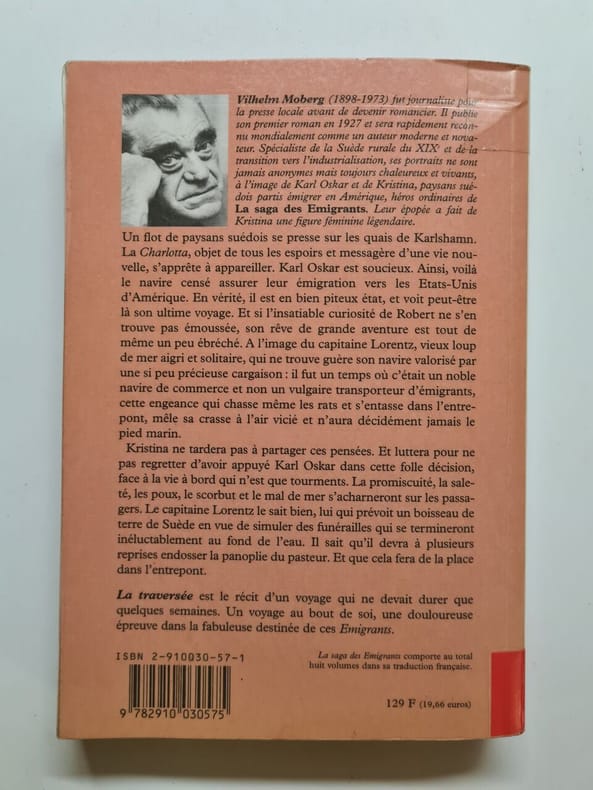 Vilhelm Moberg (1898-1973) fut journaliste pour
la presse locale avant de devenir romancier. Il publie
son premier roman en 1927 et sera rapidement recon-
nu mondialement comme un auteur moderne et nova-
teur. Spécialiste de la Suède rurale du XIXe et de la
transition vers l'industrialisation, ses portraits ne sont
jamais anonymes mais toujours chaleureux et vivants,
à l'image de Karl Oskar et de Kristina, paysans sué-
dois partis émigrer en Amérique, héros ordinaires de
La saga des Emigrants. Leur épopée a fait de
Kristina une figure féminine légendaire.
Un flot de paysans suédois se presse sur les quais de Karlshamn.
La Charlotta, objet de tous les espoirs et messagère d'une vie nou-
velle, s'apprête à appareiller. Karl Oskar est soucieux. Ainsi, voilà
le navire censé assurer leur émigration vers les Etats-Unis
d'Amérique. En vérité, il est en bien piteux état, et voit peut-être
là son ultime voyage. Et si l'insatiable curiosité de Robert ne s'en
trouve pas émoussée, son rêve de grande aventure est tout de
même un peu ébréché. A l'image du capitaine Lorentz, vieux loup
de mer aigri et solitaire, qui ne trouve guère son navire valorisé par
une si peu précieuse cargaison : il fut un temps où c'était un noble
navire de commerce et non un vulgaire transporteur d'émigrants,
cette engeance qui chasse même les rats et s'entasse dans l'entre-
pont, mêle sa crasse à l'air vicié et n'aura décidément jamais le
pied marin.
Kristina ne tardera pas à partager ces pensées. Et luttera pour ne
pas regretter d'avoir appuyé Karl Oskar dans cette folle décision,
face à la vie à bord qui n'est que tourments. La promiscuité, la sale-
té, les poux, le scorbut et le mal de mer s'acharneront sur les passa-
gers. Le capitaine Lorentz le sait bien, lui qui prévoit un boisseau de
terre de Suède en vue de simuler des funérailles qui se termineront
inéluctablement au fond de l'eau. Il sait qu'il devra à plusieurs
reprises endosser la panoplie du pasteur. Et que cela fera de la place
dans l'entrepont.
La traversée est le récit d'un voyage qui ne devait durer que
quelques semaines. Un voyage au bout de soi, une douloureuse
épreuve dans la fabuleuse destinée de ces Emigrants.
ISBN 2-910030-57-1
La saga des Emigrants comporte au total
huit volumes dans sa traduction française.
9 782910 030575
129 F (19,66 euros)